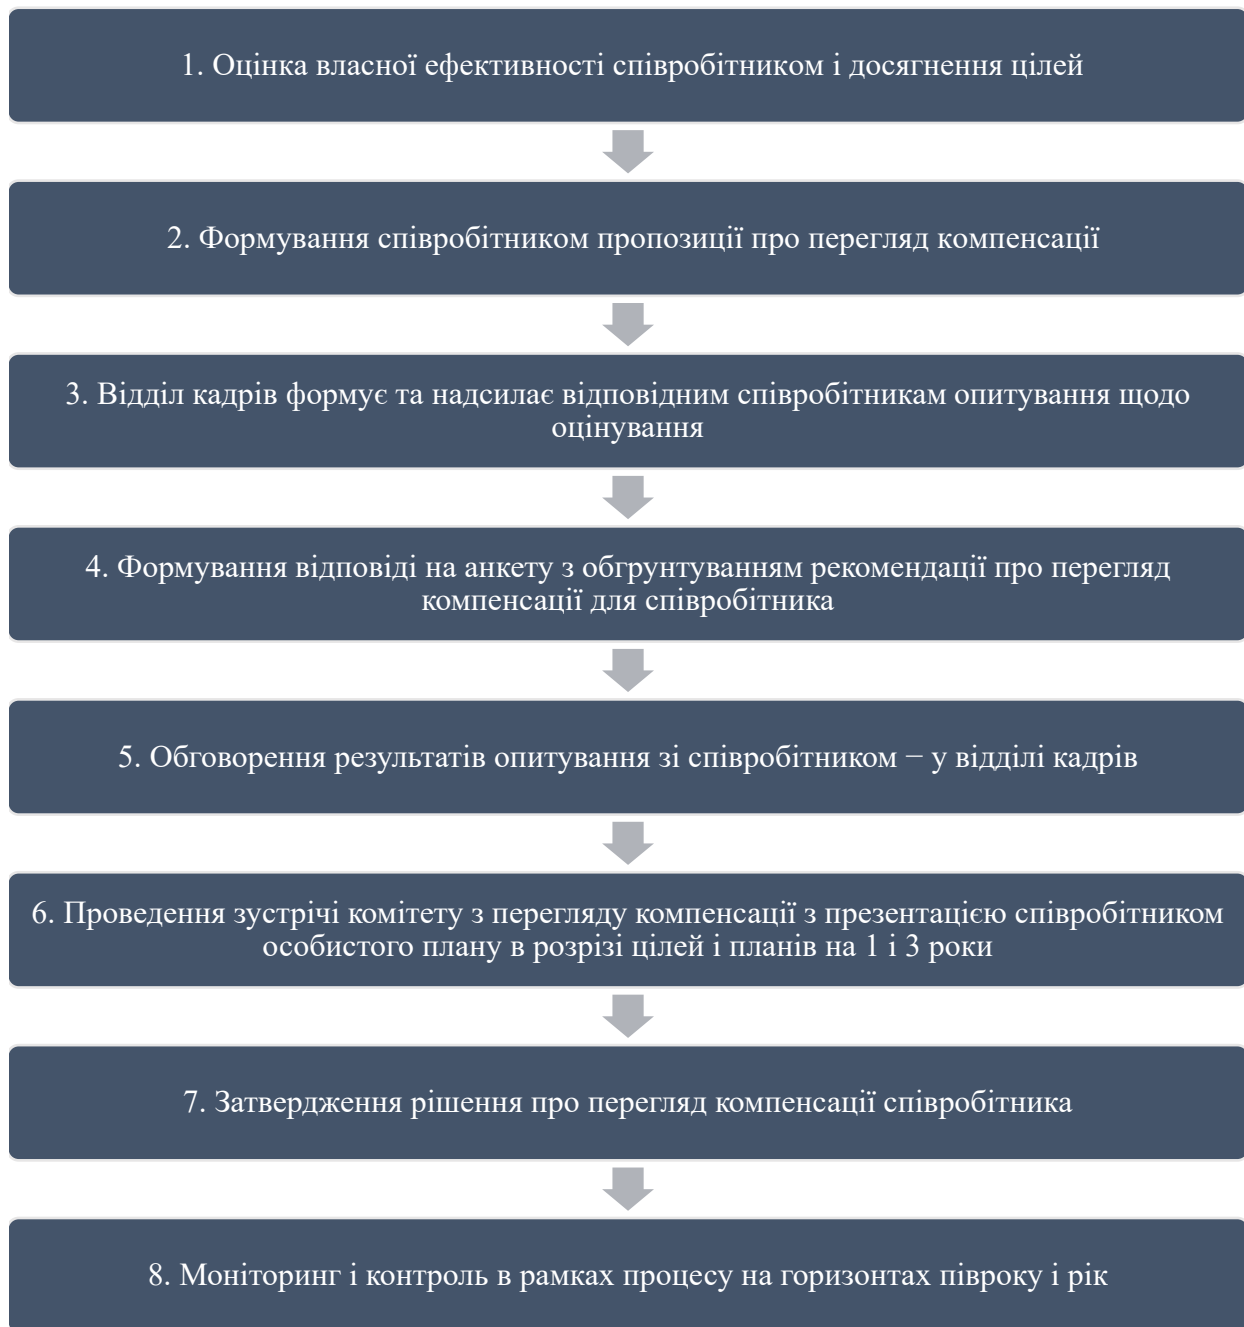 1. Оцінка власної ефективності співробітником і досягнення цілей
2. Формування співробітником пропозиції про перегляд компенсації
3. Відділ кадрів формує та надсилає відповідним співробітникам опитування щодо
оцінювання
4. Формування відповіді на анкету з обгрунтуванням рекомендації про перегляд
компенсації для співробітника
5. Обговорення результатів опитування зі співробітником − у відділі кадрів
6. Проведення зустрічі комітету з перегляду компенсації з презентацією співробітником
особистого плану в розрізі цілей і планів на 1 і 3 роки
7. Затвердження рішення про перегляд компенсації співробітника
8. Моніторинг і контроль в рамках процесу на горизонтах півроку і рік